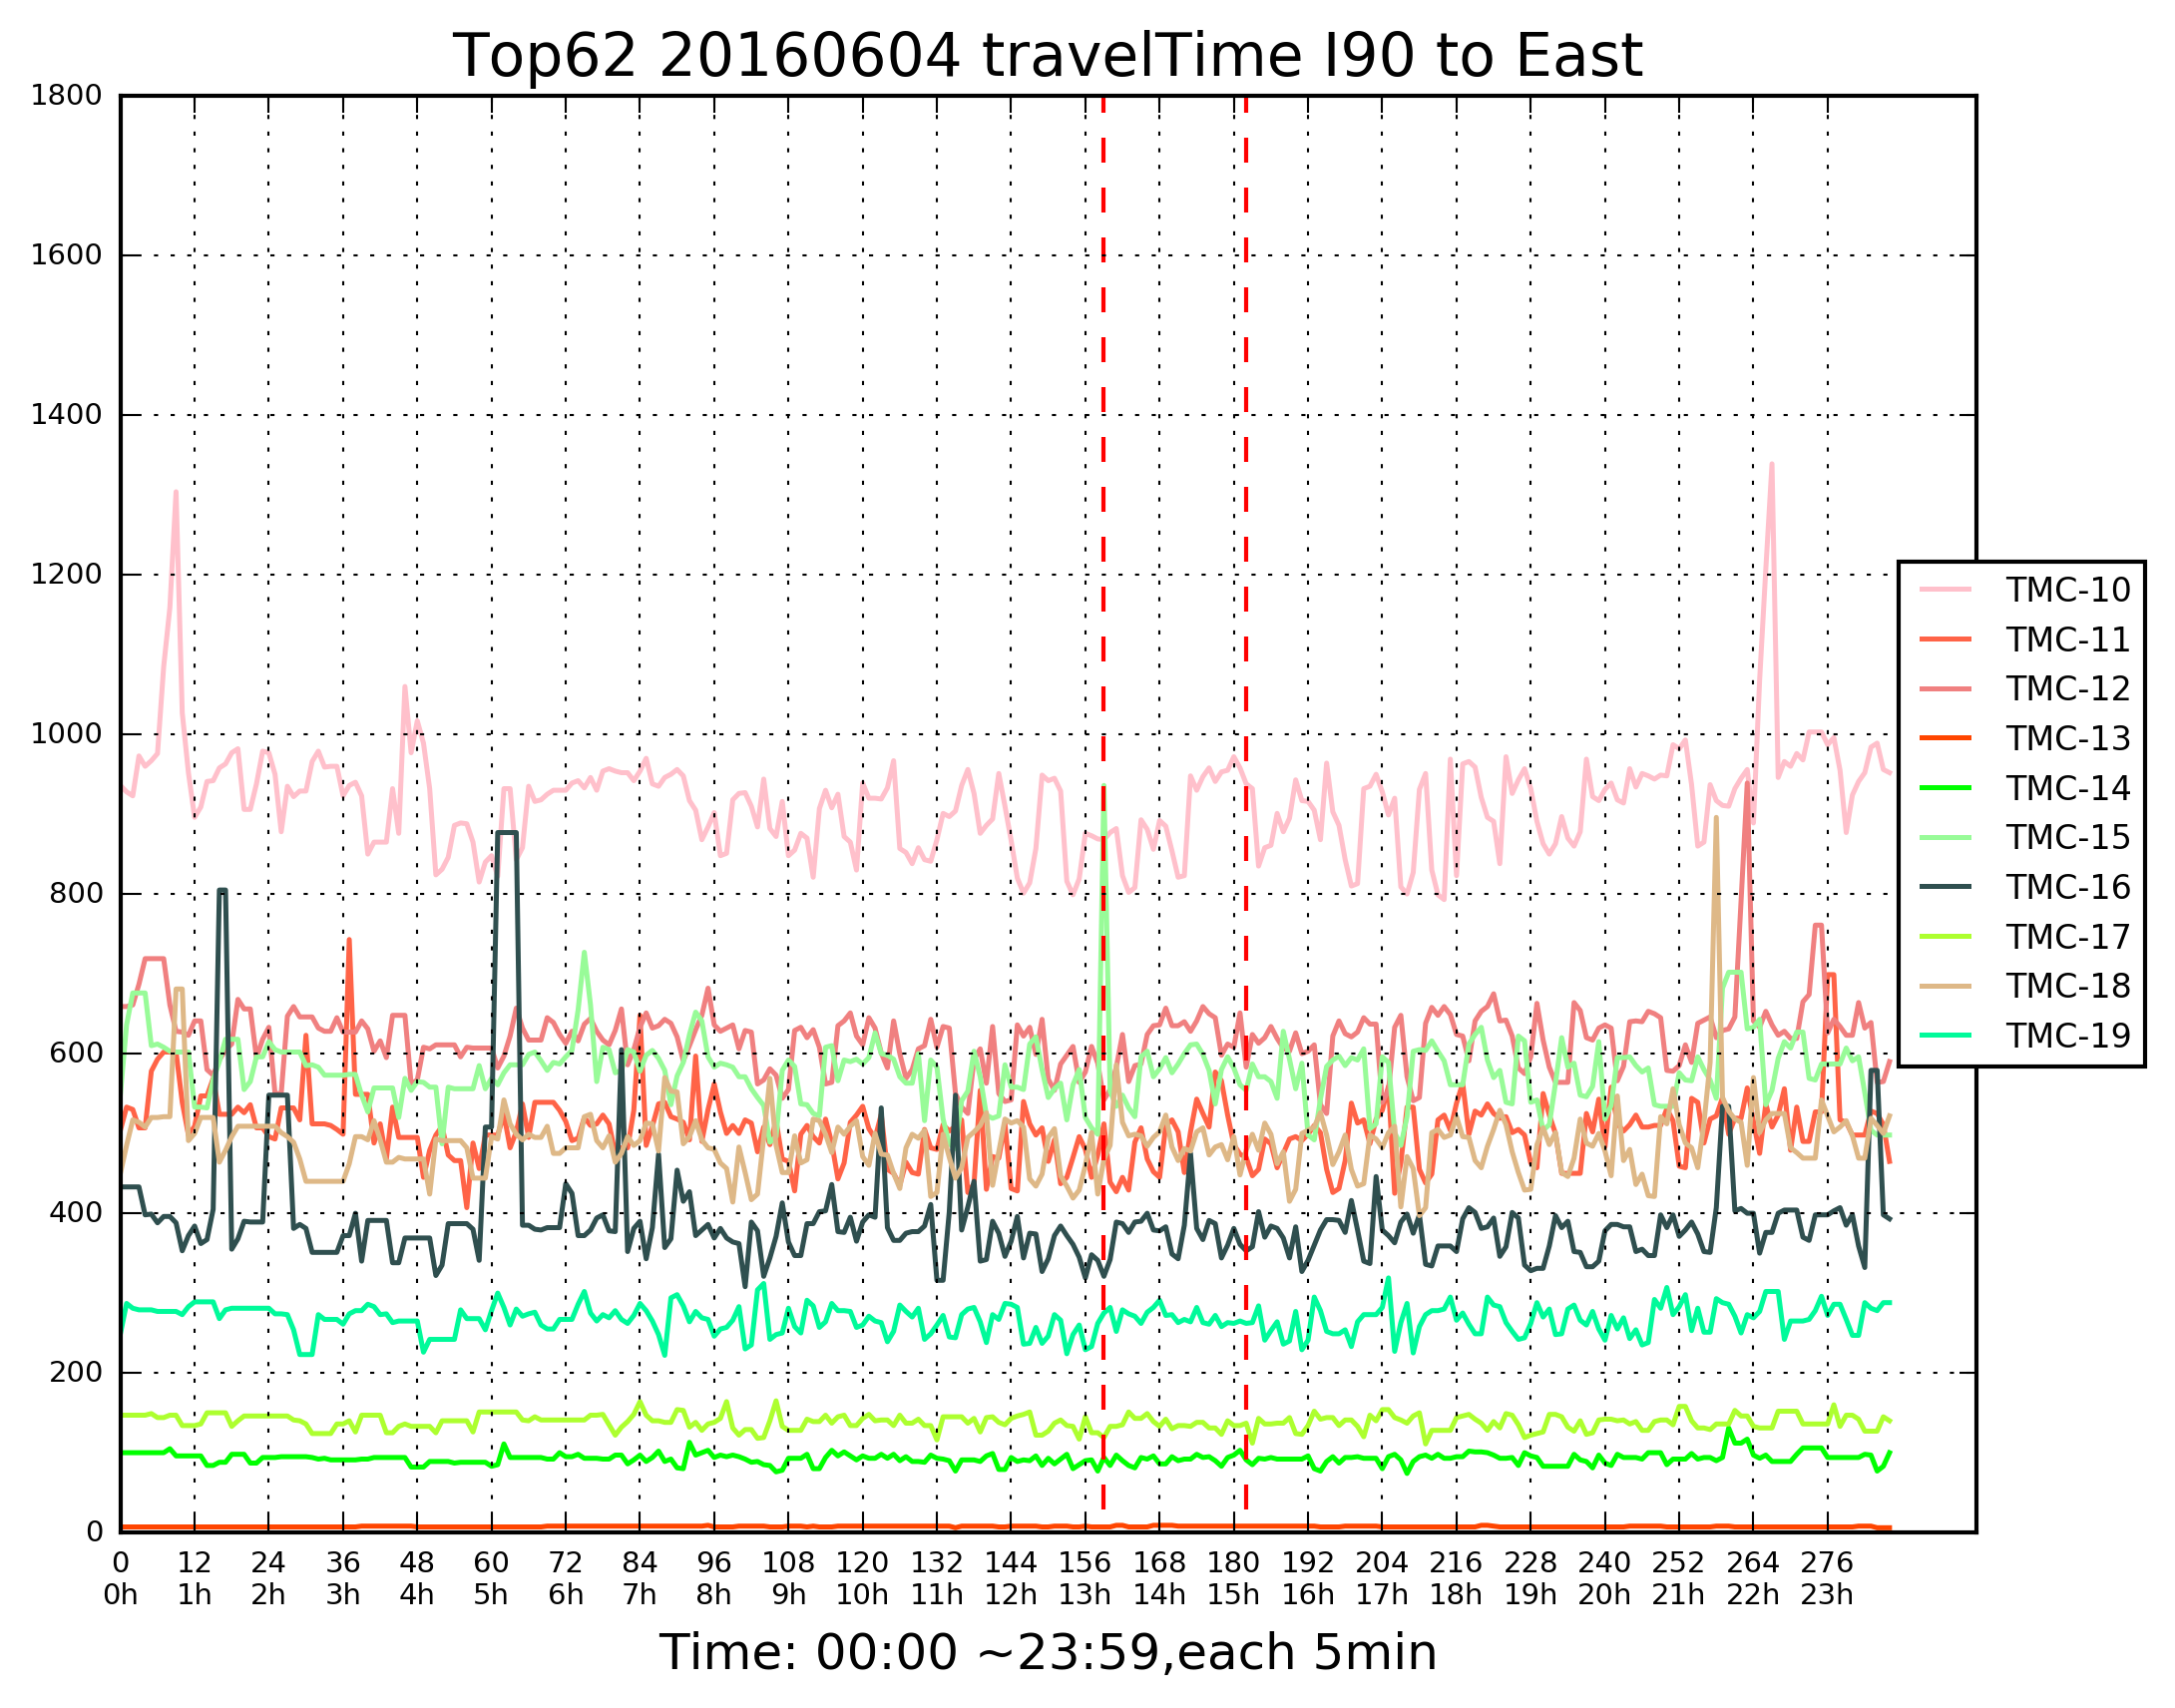 Top62 20160604 travelTime I90 to East
1800
1600
1400
1200
1000
800
600
400
200
0
TMC-10
TMC-11
TMC-12
TMC-13
TMC-14
TMC-15
TMC-16
TMC-17
TMC-18
TMC-19
0 12 24 36 48 60 72 84 96 108 120 132 144 156 168 180 192 204 216 228 240 252 264 276
0h 1h 2h 3h 4h 5h 6h 7h 8h 9h 10h 11h 12h 13h 14h 15h 16h 17h 18h 19h 20h 21h 22h 23h
Time: 00:00 ~23:59,each 5min